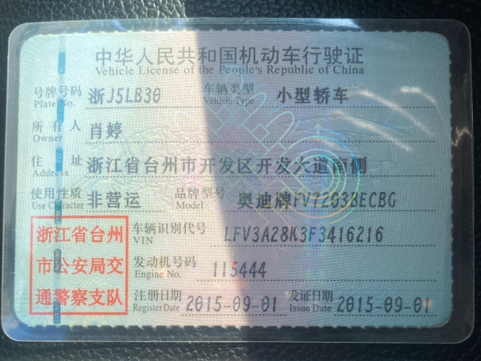 中华人民共和国机动车行驶证
Vehicle License of the People's Republic of China
号牌号码 浙J5LB30 车辆类型 小型轿车
Plate No. Vehicle Type
所有人 肖婷
Owner
住址 浙江省台州市开发区开发大道南侧
Address
使用性质 非营运 品牌型号 奥迪牌FV7203BECBG
Use Character Model
浙江省台州
市公安局交
通警察支队
车辆识别代号 LFV3A28K3F3416216
VIN
发动机号码 115444
Engine No.
注册日期 2015-09-01 发证日期 2015-09-01
Register Date Issue Date